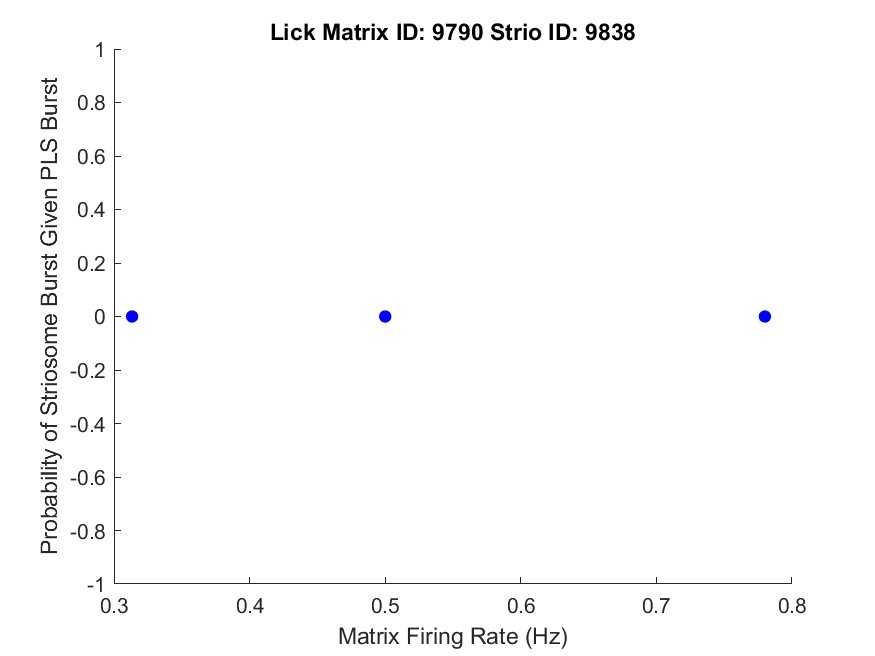 Lick Matrix ID: 9790 Strio ID: 9838
Probability of Striosome Burst Given PLS Burst
1
0.8
0.6
0.4
0.2
0
-0.2
-0.4
-0.6
-0.8
-1
0.3 0.4 0.5 0.6 0.7 0.8
Matrix Firing Rate (Hz)